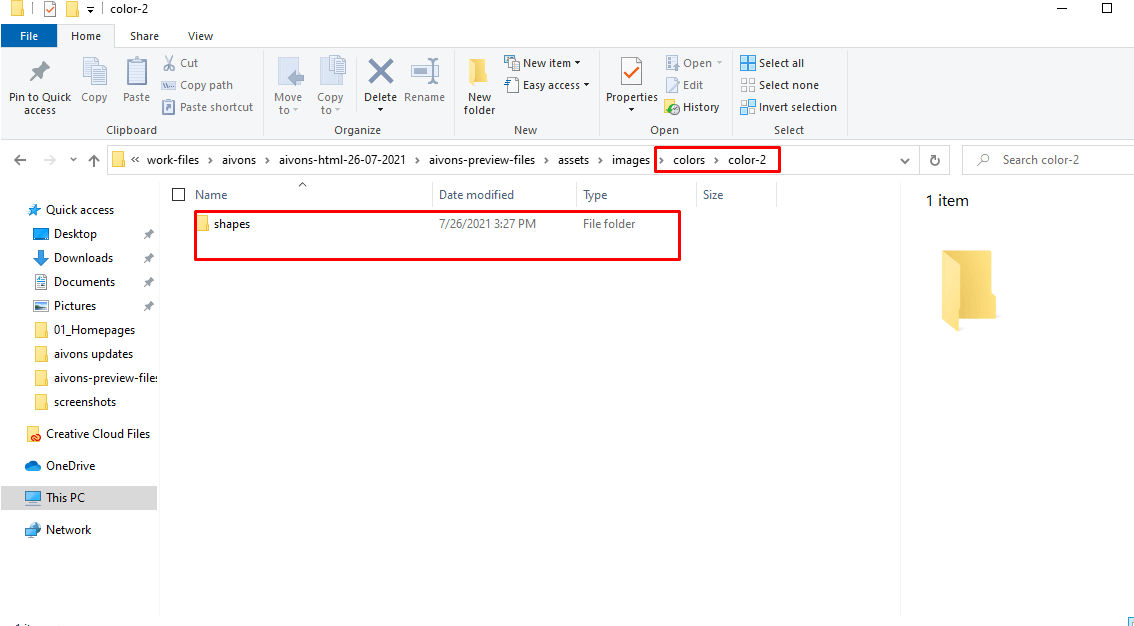 color-2
File Home Share View
Pin to Quick access
Copy
Paste
Cut
Copy path
Paste shortcut
Clipboard
Move to
Copy to
Delete
Rename
Organize
New folder
New item
Easy access
New
Properties
Open
Edit
History
Open
Select all
Select none
Invert selection
Select
« work-files › aivons › aivons-html-26-07-2021 › aivons-preview-files › assets › images › colors › color-2
Search color-2
Name Date modified Type Size
shapes 7/26/2021 3:27 PM File folder
Quick access
Desktop
Downloads
Documents
Pictures
01_Homepages
aivons updates
aivons-preview-files
screenshots
Creative Cloud Files
OneDrive
This PC
Network
1 item